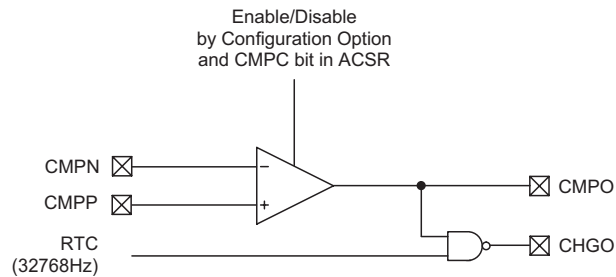 Enable/Disable
by Configuration Option
and CMPC bit in ACSR
CMPN
−
CMPP
+
CMPO
RTC
(32768Hz)
CHGO